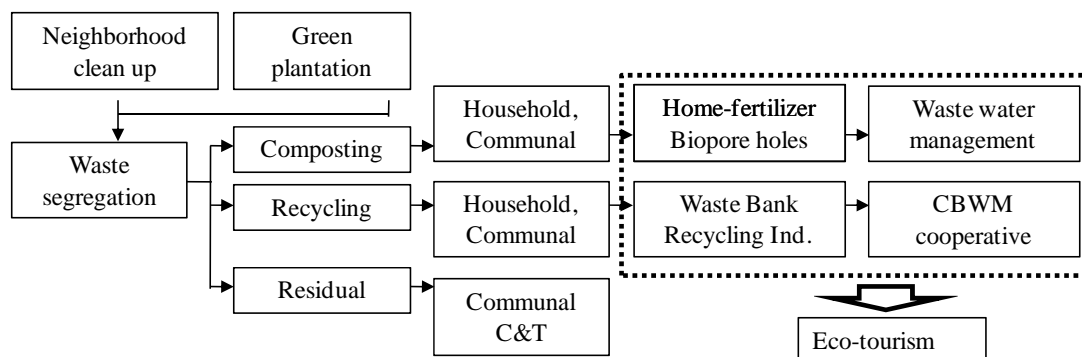 Neighborhood
clean up
Green
plantation
Household,
Communal
Home-fertilizer
Biopore holes
Waste water
management
Waste
segregation
Composting
Recycling
Household,
Communal
Waste Bank
Recycling Ind.
CBWM
cooperative
Residual
Communal
C&T
Eco-tourism